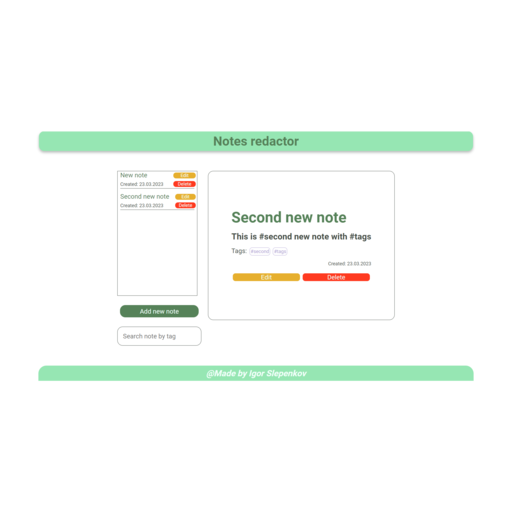 Notes redactor
New note
Edit
Created: 23.03.2023
Delete
Second new note
Edit
Created: 23.03.2023
Delete
Add new note
Search note by tag
Second new note
This is #second new note with #tags
Tags: #second #tags
Created: 23.03.2023
Edit Delete
@Made by Igor Slepenkov